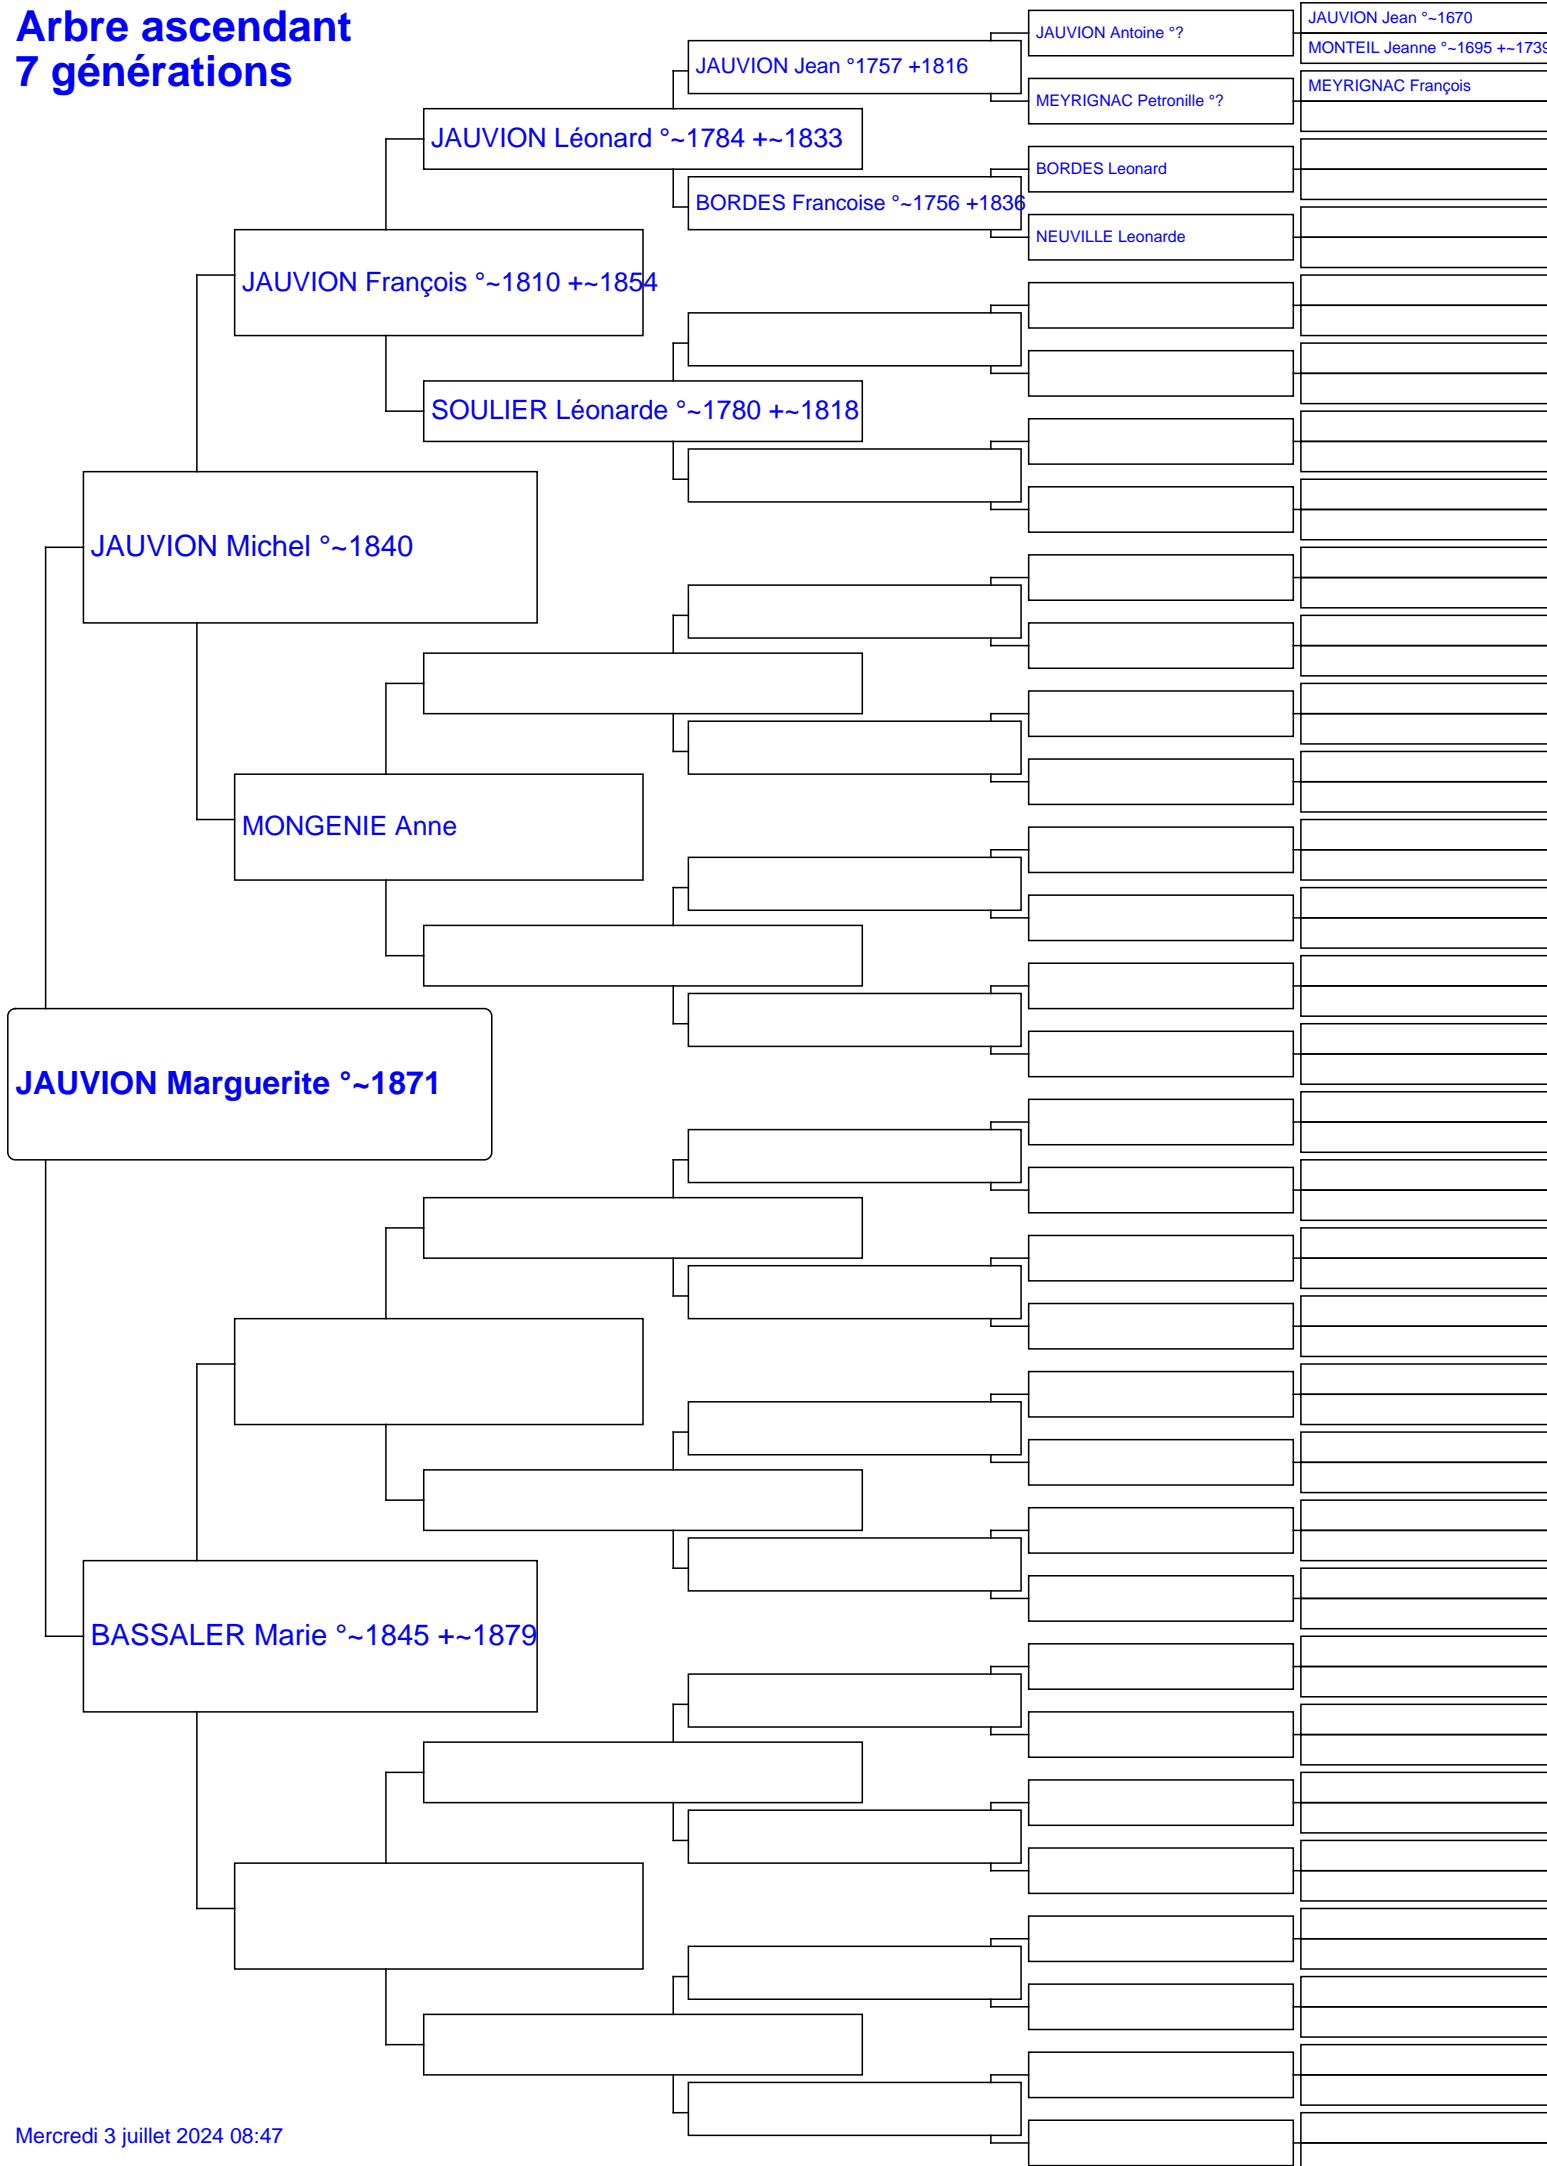 Arbre ascendant
7 générations
JAUVION Jean °~1670
MONTEIL Jeanne °~1695 +~1739
JAUVION Antoine °?
JAUVION Jean °1757 +1816
MEYRIGNAC François
MEYRIGNAC Petronille °?
JAUVION Léonard °~1784 +~1833
BORDES Leonard
BORDES Francoise °~1756 +1836
NEUVILLE Leonarde
JAUVION François °~1810 +~1854
SOULIER Léonarde °~1780 +~1818
JAUVION Michel °~1840
MONGENIE Anne
JAUVION Marguerite °~1871
BASSALER Marie °~1845 +~1879
Mercredi 3 juillet 2024 08:47